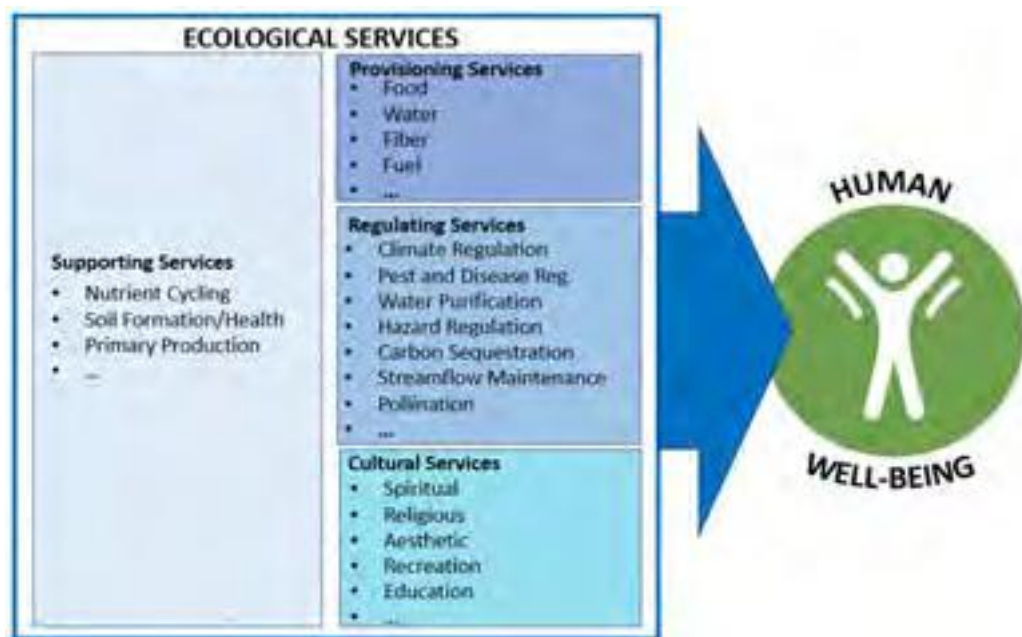 ECOLOGICAL SERVICES
Supporting Services
• Nutrient Cycling
• Soil Formation/Health
• Primary Production
• ...
Provisioning Services
• Food
• Water
• Fiber
• Fuel
• ...
Regulating Services
• Climate Regulation
• Pest and Disease Reg.
• Water Purification
• Hazard Regulation
• Carbon Sequestration
• Streamflow Maintenance
• Pollination
• ...
Cultural Services
• Spiritual
• Religious
• Aesthetic
• Recreation
• Education
• ...
HUMAN
WELL-BEING